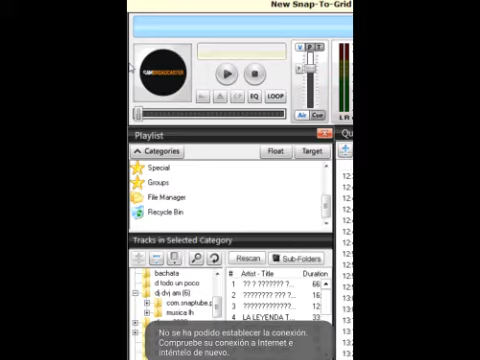 New Snap-To-Grid
SAMBROADCASTER
V P T
EQ LOOP
Air Cue
L R
Playlist
Categories Float Target
Special
Groups
File Manager
Recycle Bin
Tracks in Selected Category
Rescan Sub-Folders
bachata
d todo un poco
dj dvj am (6)
com.snaptube.p
musica lh
# Artist - Title Duration
1 ?? ? ??????? ?...
2 ???????? ??? ?...
3 ???????? ??? ?
4 LA LEYENDA T
No se ha podido establecer la conexión.
Compruebe su conexión a Internet e
inténtelo de nuevo.